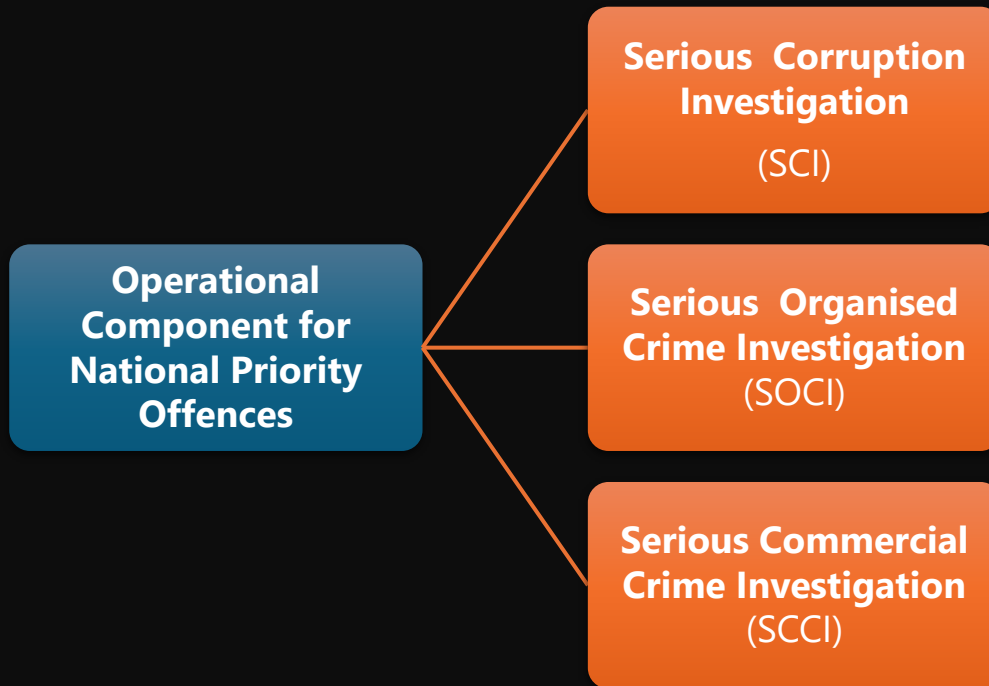 Serious Corruption
Investigation
(SCI)
Operational
Component for
National Priority
Offences
Serious Organised
Crime Investigation
(SOCI)
Serious Commercial
Crime Investigation
(SCCI)